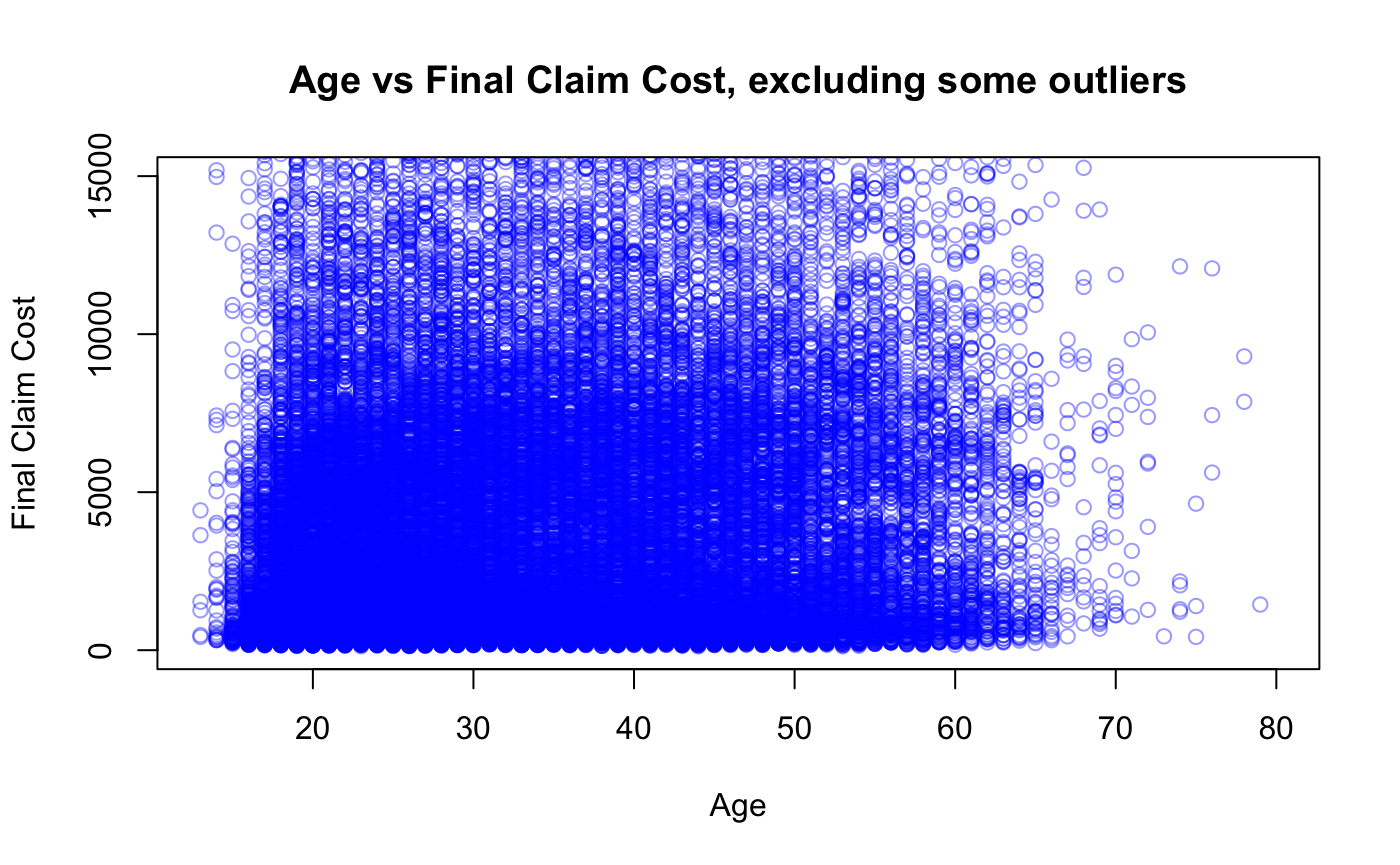 Age vs Final Claim Cost, excluding some outliers
Final Claim Cost
15000
10000
5000
0
20 30 40 50 60 70 80
Age